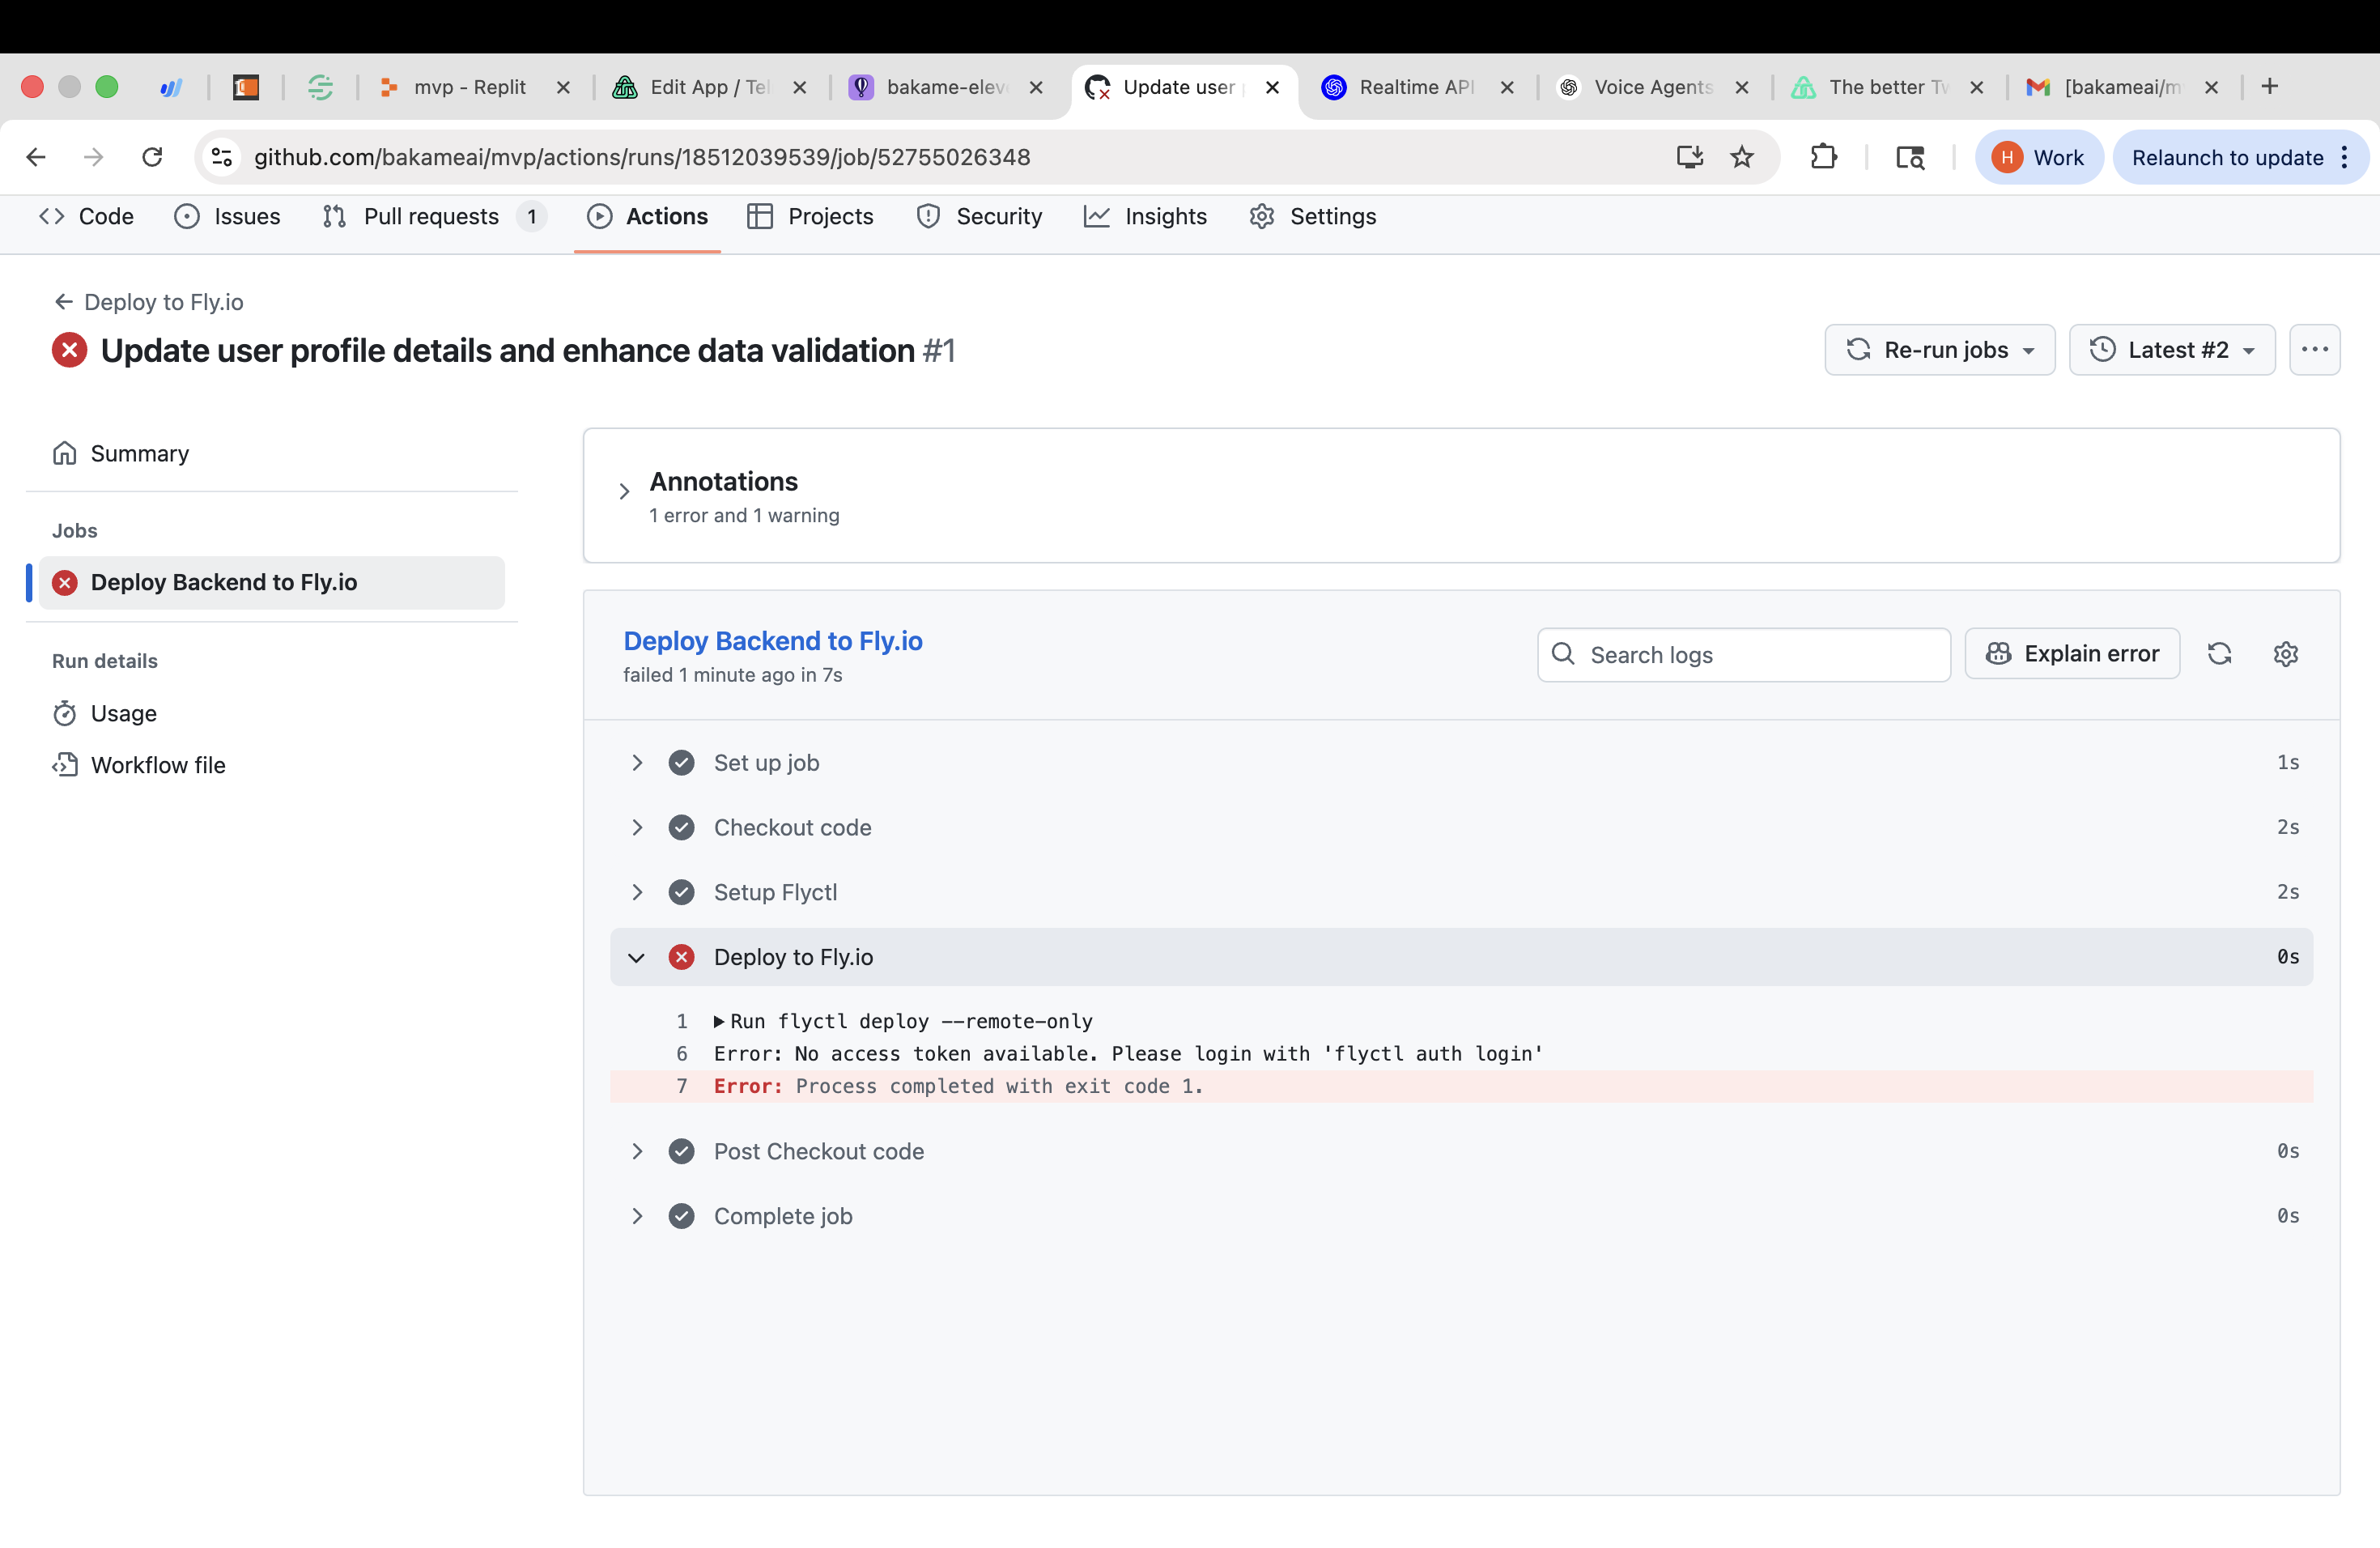 mvp - Replit
Edit App / Tel
bakame-eleve
Update user p
Realtime API
Voice Agents
The better Tw
[bakameai/m
github.com/bakameai/mvp/actions/runs/18512039539/job/52755026348
H Work
Relaunch to update
Code
Issues
Pull requests 1
Actions
Projects
Security
Insights
Settings
Deploy to Fly.io
Update user profile details and enhance data validation #1
Re-run jobs
Latest #2
Summary
Jobs
Deploy Backend to Fly.io
Run details
Usage
Workflow file
Annotations
1 error and 1 warning
Deploy Backend to Fly.io
failed 1 minute ago in 7s
Search logs
Explain error
Set up job 1s
Checkout code 2s
Setup Flyctl 2s
Deploy to Fly.io 0s
1 Run flyctl deploy --remote-only
6 Error: No access token available. Please login with 'flyctl auth login'
7 Error: Process completed with exit code 1.
Post Checkout code 0s
Complete job 0s